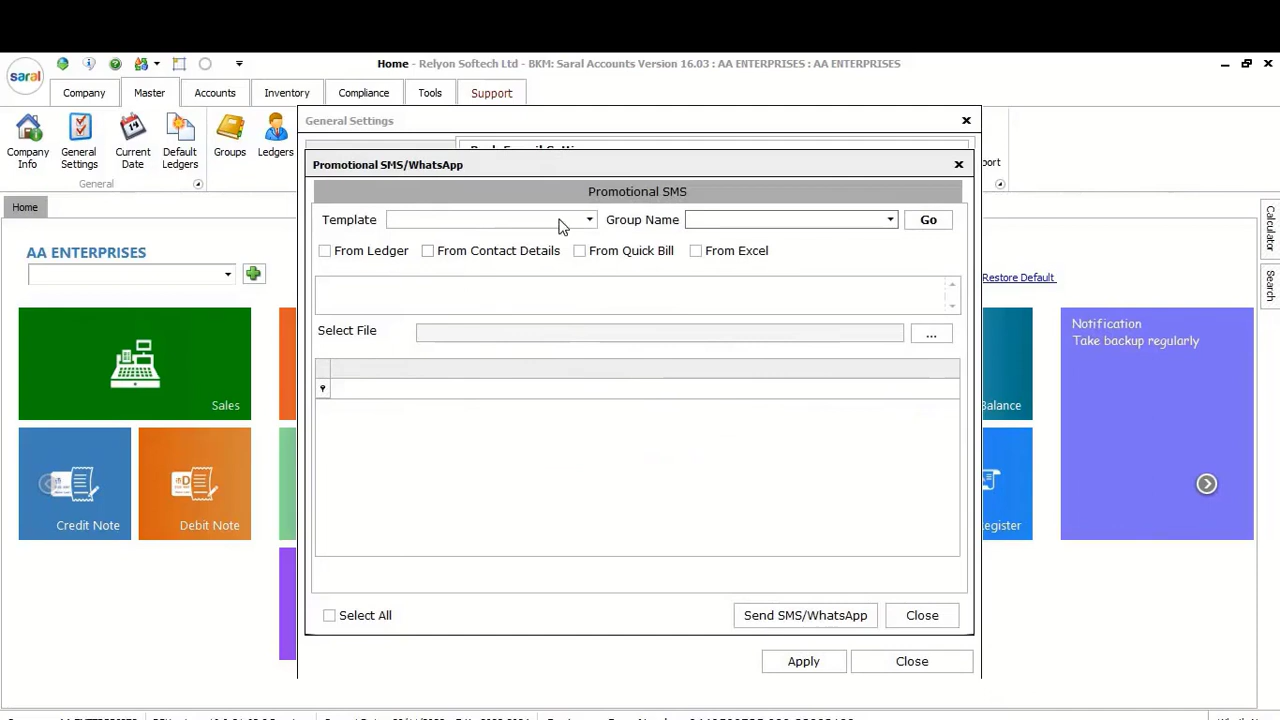 saral
Home - Relyon Softech Ltd - BKM: Saral Accounts Version 16.03 : AA ENTERPRISES : AA ENTERPRISES
Company Master Accounts Inventory Compliance Tools Support
Company Info
General Settings
Current Date
Default Ledgers
Groups
Ledgers
General
General Settings
Promotional SMS/WhatsApp
Promotional SMS
Home
Template
Group Name
Go
From Ledger
From Contact Details
From Quick Bill
From Excel
AA ENTERPRISES
Restore Default
Calculator
Search
Select File
...
Notification
Take backup regularly
Sales
Balance
Credit Note
Debit Note
egister
Select All
Send SMS/WhatsApp
Close
Apply
Close